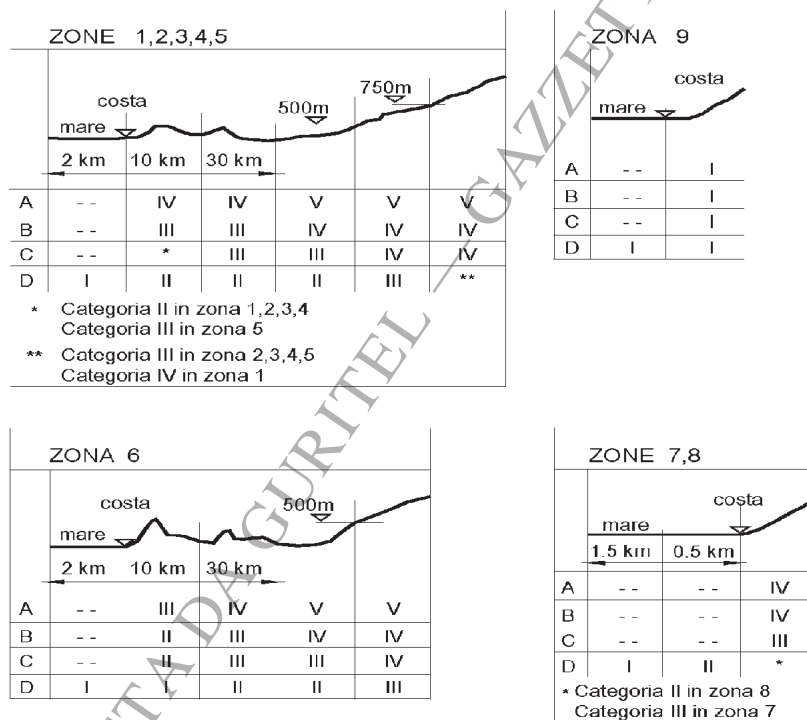 ZONE 1,2,3,4,5
costa
mare
500m
750m
2 km 10 km 30 km
A -- IV IV V V V
B -- III III IV IV IV
C -- * III III IV IV
D I II II II III **
* Categoria II in zona 1,2,3,4
Categoria III in zona 5
** Categoria III in zona 2,3,4,5
Categoria IV in zona 1
ZONA 9
costa
mare
A -- I
B -- I
C -- I
D I I
ZONA 6
costa
mare
500m
2 km 10 km 30 km
A -- III IV V V
B -- II III IV IV
C -- II III III IV
D I I II II III
ZONE 7,8
costa
mare
1.5 km 0.5 km
A -- -- IV
B -- -- IV
C -- -- III
D I II *
* Categoria II in zona 8
Categoria III in zona 7
TA DA GURITEL — GAZZET